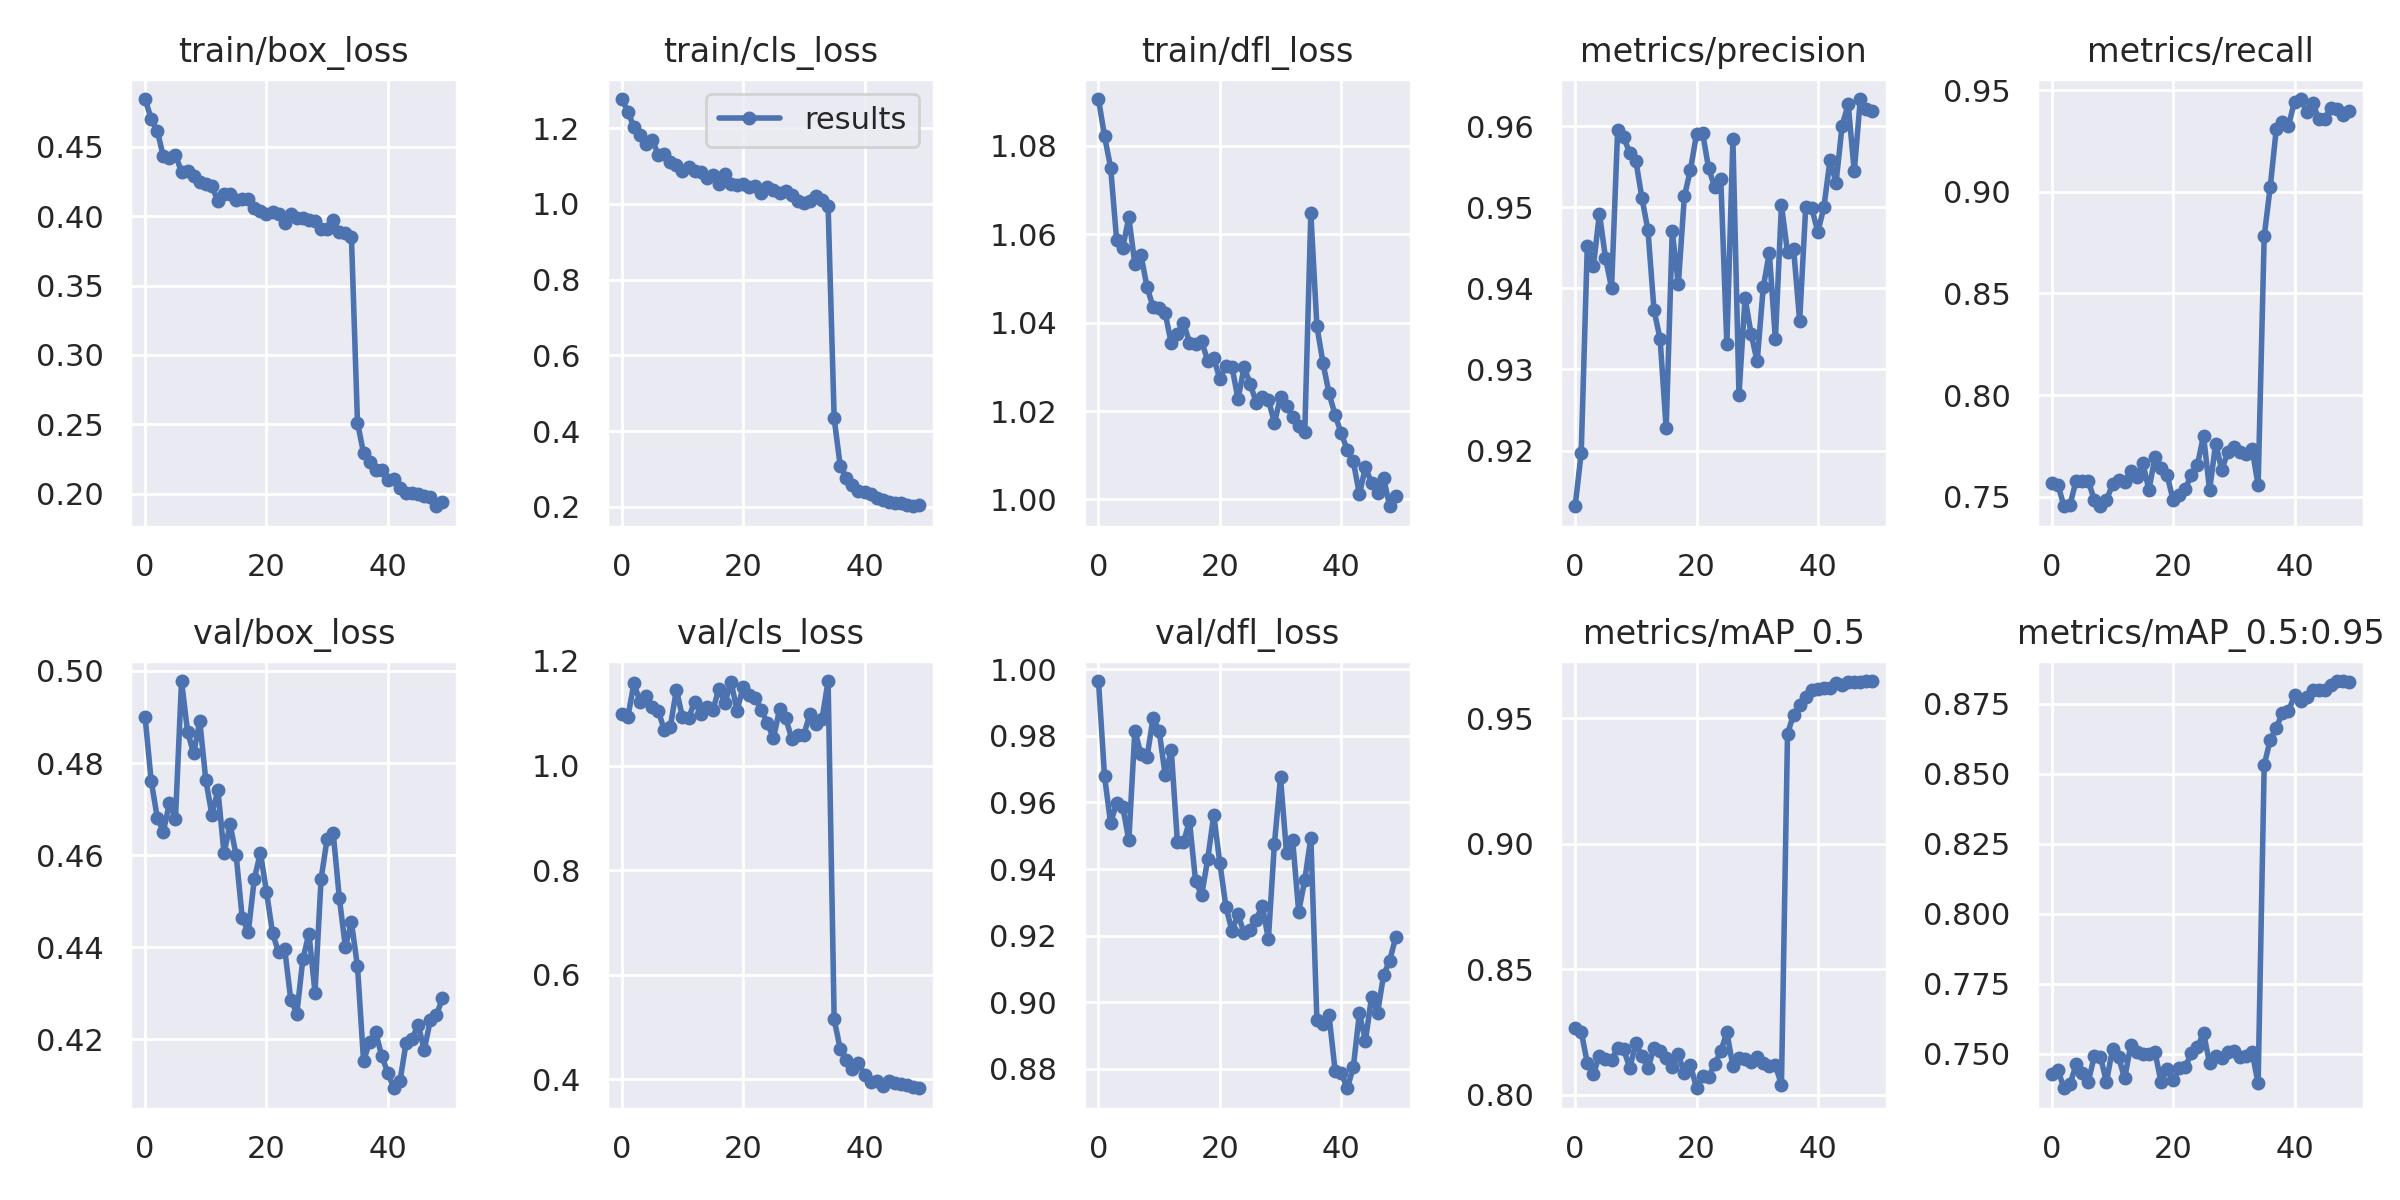 train/box_loss
0.45
0.40
0.35
0.30
0.25
0.20
0 20 40
train/cls_loss
results
1.2
1.0
0.8
0.6
0.4
0.2
0 20 40
train/dfl_loss
1.08
1.06
1.04
1.02
1.00
0 20 40
metrics/precision
0.96
0.95
0.94
0.93
0.92
0 20 40
metrics/recall
0.95
0.90
0.85
0.80
0.75
0 20 40
val/box_loss
0.50
0.48
0.46
0.44
0.42
0 20 40
val/cls_loss
1.2
1.0
0.8
0.6
0.4
0 20 40
val/dfl_loss
1.00
0.98
0.96
0.94
0.92
0.90
0.88
0 20 40
metrics/mAP_0.5
0.95
0.90
0.85
0.80
0 20 40
metrics/mAP_0.5:0.95
0.875
0.850
0.825
0.800
0.775
0.750
0 20 40